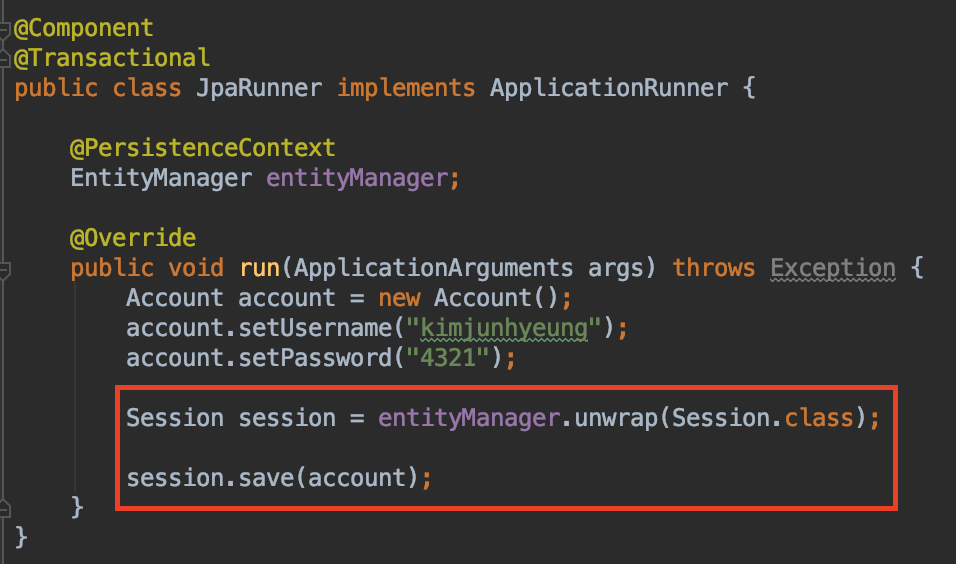 @Component
@Transactional
public class JpaRunner implements ApplicationRunner {
@PersistenceContext
EntityManager entityManager;
@Override
public void run(ApplicationArguments args) throws Exception {
Account account = new Account();
account.setUsername("kimjunhyeung");
account.setPassword("4321");
Session session = entityManager.unwrap(Session.class);
session.save(account);
}
}